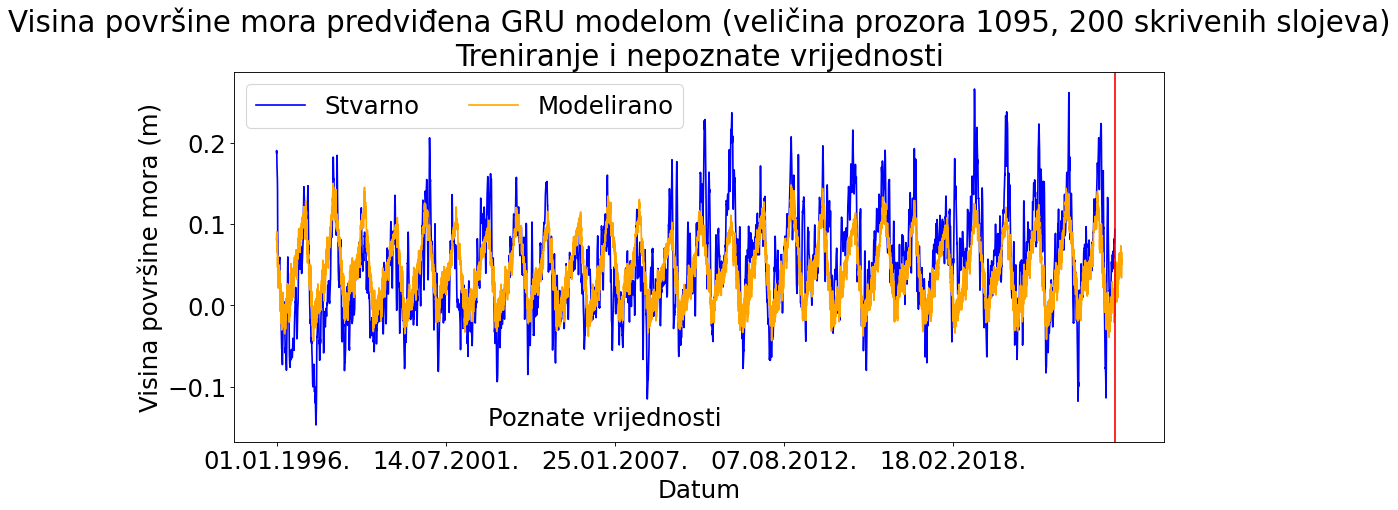 Visina površine mora predviđena GRU modelom (veličina prozora 1095, 200 skrivenih slojeva)
Treniranje i nepoznate vrijednosti
Stvarno
Modelirano
Visina površine mora (m)
0.2
0.1
0.0
−0.1
Poznate vrijednosti
01.01.1996.
14.07.2001.
25.01.2007.
07.08.2012.
18.02.2018.
Datum